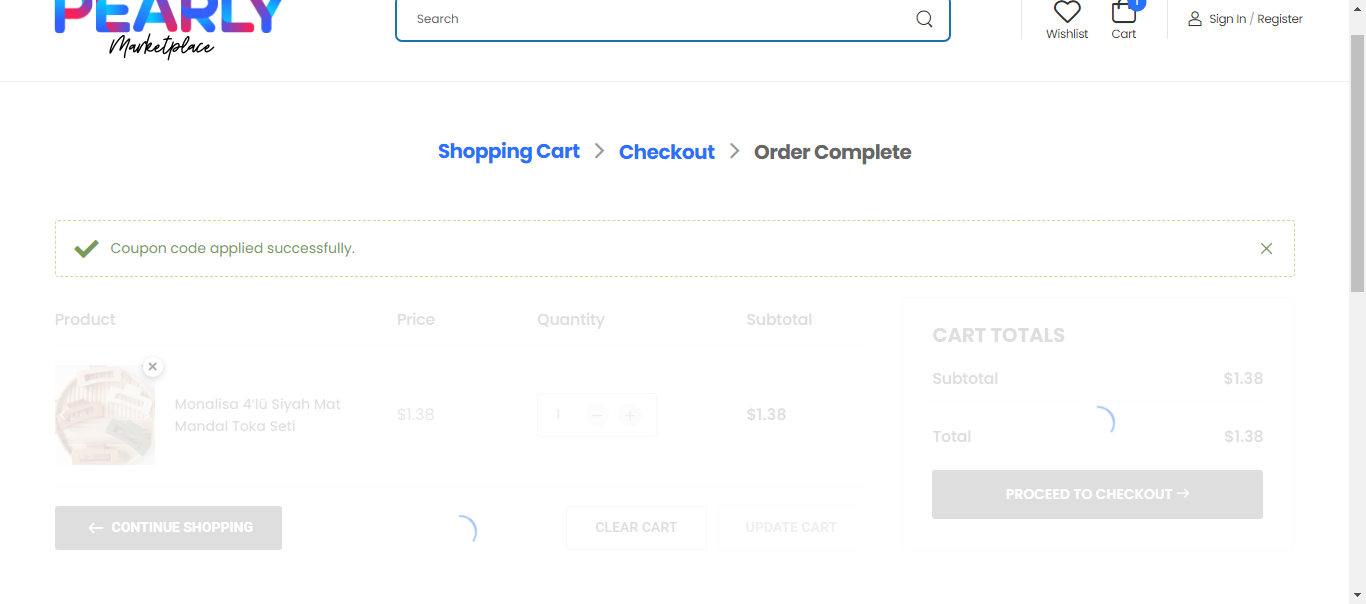 PEARLY
Marketplace
Search
Wishlist
1
Cart
Sign In / Register
Shopping Cart > Checkout > Order Complete
Coupon code applied successfully.
Product Price Quantity Subtotal
Monalisa 4'lü Siyah Mat
Mandal Toka Seti
$1.38
1
$1.38
CONTINUE SHOPPING
CLEAR CART
UPDATE CART
CART TOTALS
Subtotal $1.38
Total $1.38
PROCEED TO CHECKOUT